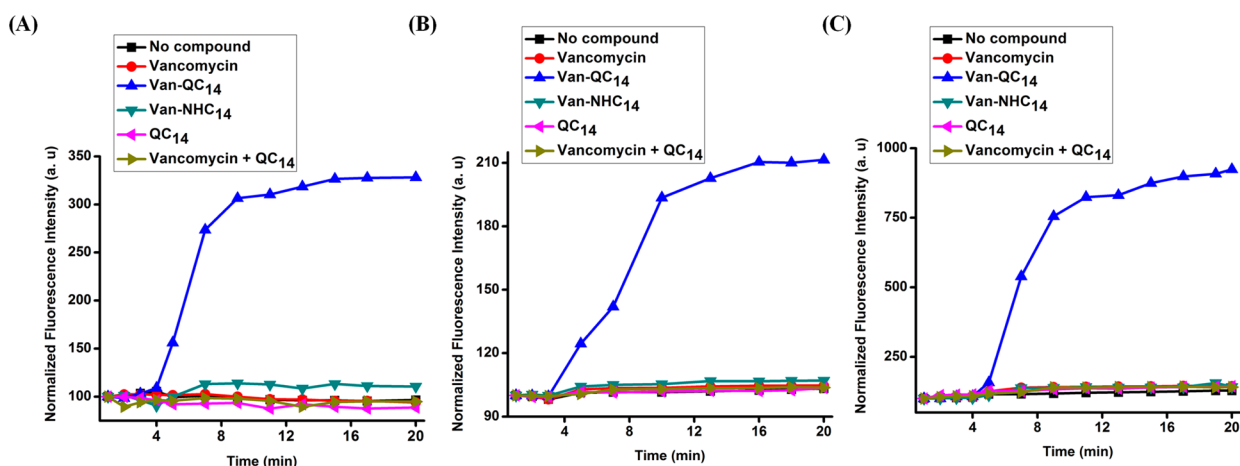 (A)
No compound
Vancomycin
Van-QC14
Van-NHC14
QC14
Vancomycin + QC14
Normalized Fluorescence Intensity (a. u)
350
300
250
200
150
100
4
8
12
16
20
Time (min)
(B)
No compound
Vancomycin
Van-QC14
Van-NHC14
QC14
Vancomycin + QC14
Normalized Fluorescence Intensity (a. u)
210
180
150
120
90
4
8
12
16
20
Time (min)
(C)
No compound
Vancomycin
Van-QC14
Van-NHC14
QC14
Vancomycin + QC14
Normalized Fluorescence Intensity (a. u)
1000
750
500
250
4
8
12
16
20
Time (min)